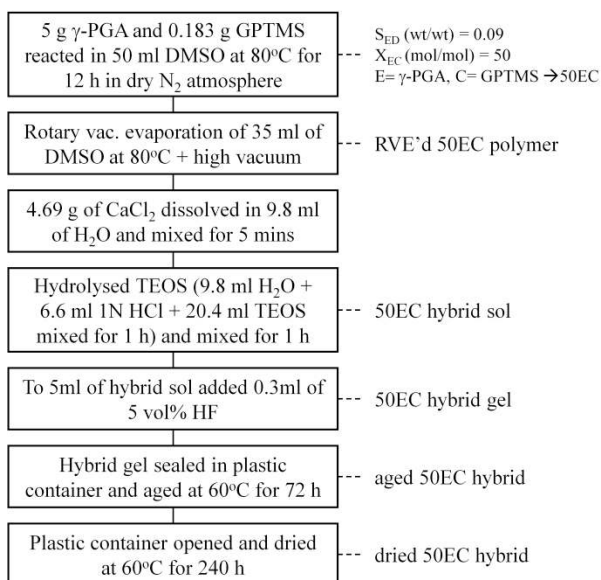 5 g γ-PGA and 0.183 g GPTMS
reacted in 50 ml DMSO at 80°C for
12 h in dry N₂ atmosphere
S_ED (wt/wt) = 0.09
X_EC (mol/mol) = 50
E= γ-PGA, C= GPTMS →50EC
Rotary vac. evaporation of 35 ml of
DMSO at 80°C + high vacuum
RVE'd 50EC polymer
4.69 g of CaCl₂ dissolved in 9.8 ml
of H₂O and mixed for 5 mins
Hydrolysed TEOS (9.8 ml H₂O +
6.6 ml 1N HCl + 20.4 ml TEOS
mixed for 1 h) and mixed for 1 h
50EC hybrid sol
To 5ml of hybrid sol added 0.3ml of
5 vol% HF
50EC hybrid gel
Hybrid gel sealed in plastic
container and aged at 60°C for 72 h
aged 50EC hybrid
Plastic container opened and dried
at 60°C for 240 h
dried 50EC hybrid